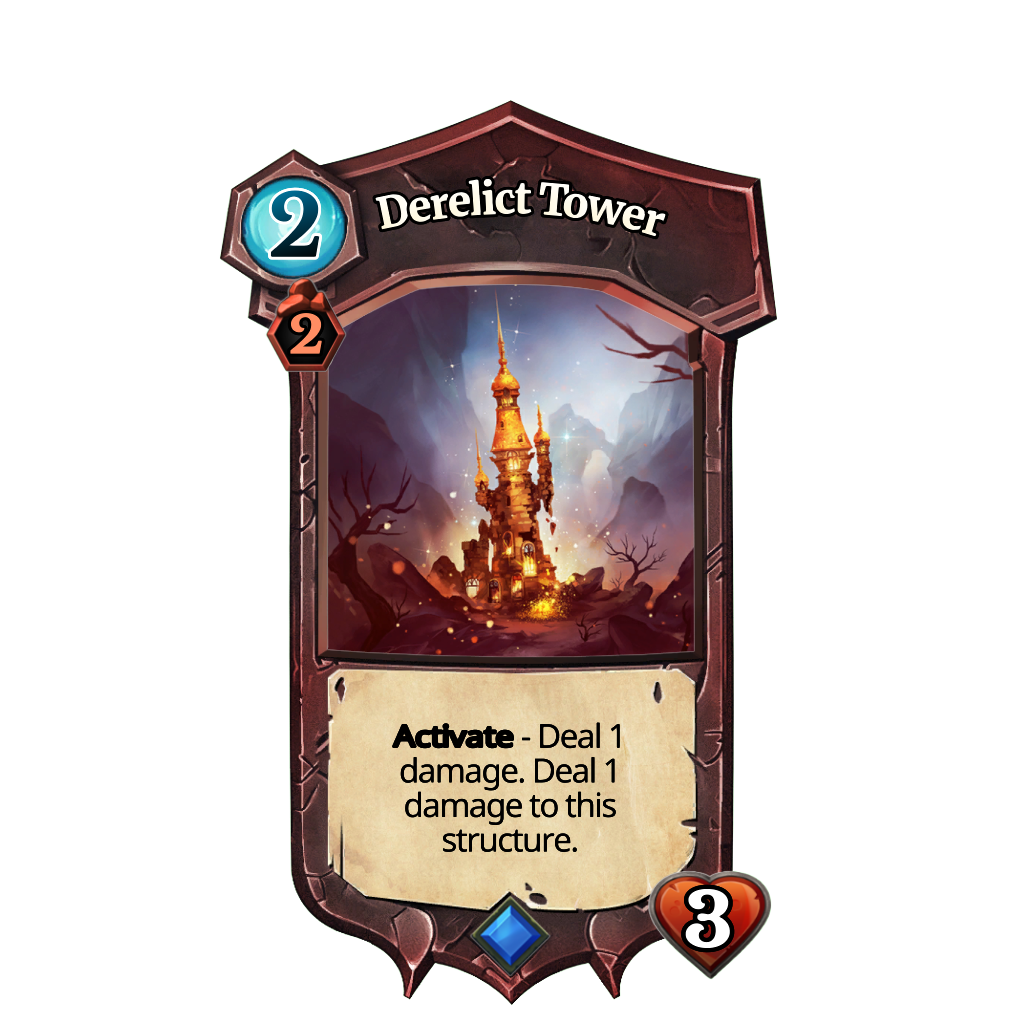 2
Derelict Tower
2
Activate - Deal 1
damage. Deal 1
damage to this
structure.
3